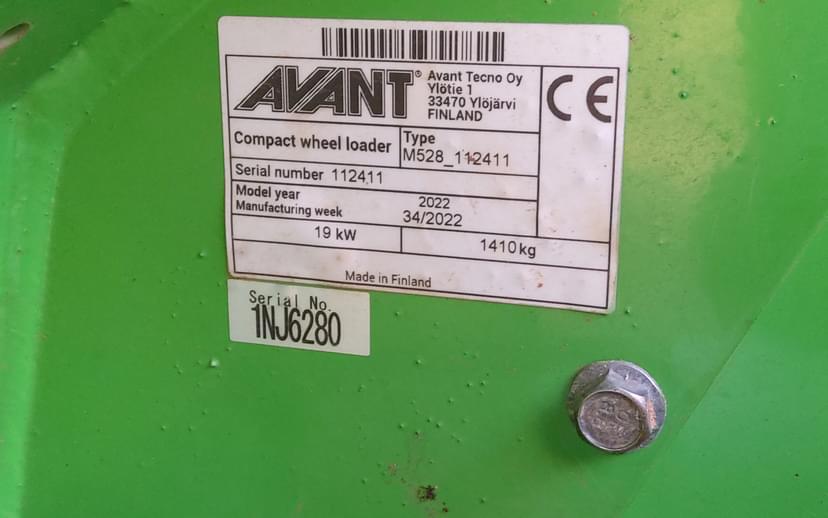 AVANT®
Avant Tecno Oy
Ylötie 1
33470 Ylöjärvi
FINLAND
CE
Compact wheel loader
Type
M528_112411
Serial number 112411
Model year 2022
Manufacturing week 34/2022
19 kW
1410 kg
Made in Finland
Serial No.
1NJ6280